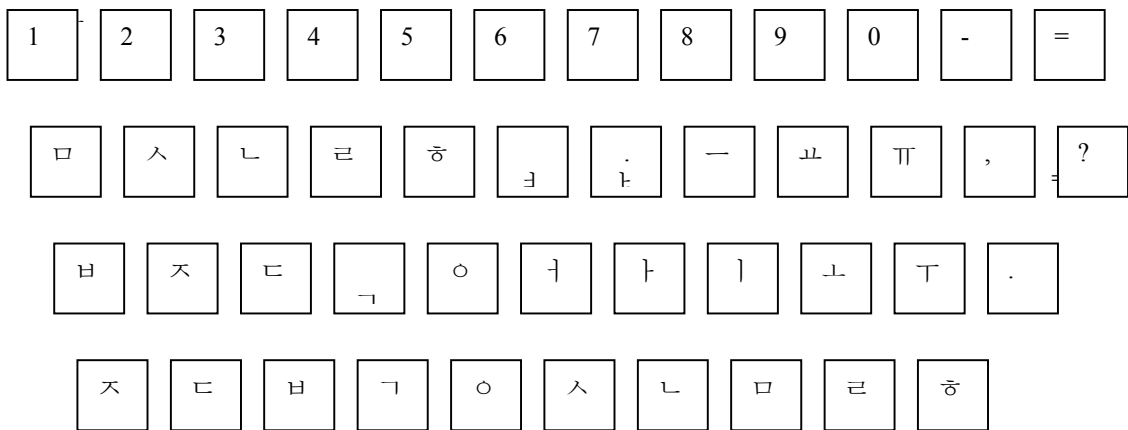 1 2 3 4 5 6 7 8 9 0 - =
ㅁ ㅅ ㄴ ㄹ ㅎ ㅕ ㅑ ㅡ ㅛ ㅠ , ?
ㅂ ㅈ ㄷ ㄱ ㅇ ㅓ ㅏ ㅣ ㅗ ㅜ .
ㅈ ㄷ ㅂ ㄱ ㅇ ㅅ ㄴ ㅁ ㄹ ㅎ